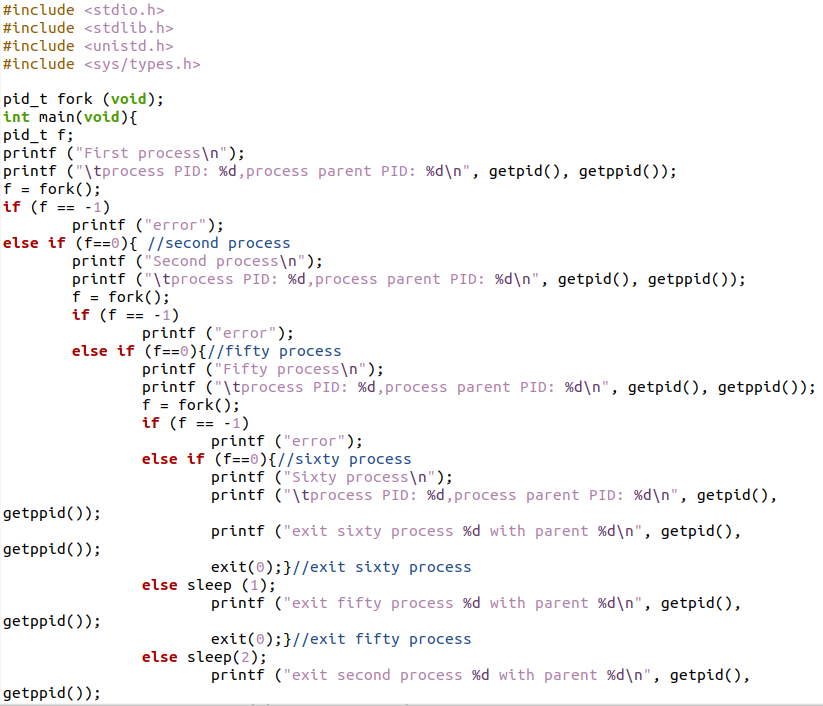 #include <stdio.h>
#include <stdlib.h>
#include <unistd.h>
#include <sys/types.h>

pid_t fork (void);
int main(void){
pid_t f;
printf ("First process\n");
printf ("\tprocess PID: %d,process parent PID: %d\n", getpid(), getppid());
f = fork();
if (f == -1)
        printf ("error");
else if (f==0){ //second process
        printf ("Second process\n");
        printf ("\tprocess PID: %d,process parent PID: %d\n", getpid(), getppid());
        f = fork();
        if (f == -1)
                printf ("error");
        else if (f==0){//fifty process
                printf ("Fifty process\n");
                printf ("\tprocess PID: %d,process parent PID: %d\n", getpid(), getppid());
                f = fork();
                if (f == -1)
                        printf ("error");
                else if (f==0){//sixty process
                        printf ("Sixty process\n");
                        printf ("\tprocess PID: %d,process parent PID: %d\n", getpid(),
getppid());
                        printf ("exit sixty process %d with parent %d\n", getpid(),
getppid());
                        exit(0);}//exit sixty process
                else sleep (1);
                        printf ("exit fifty process %d with parent %d\n", getpid(),
getppid());
                        exit(0);}//exit fifty process
                else sleep(2);
                        printf ("exit second process %d with parent %d\n", getpid(),
getppid());